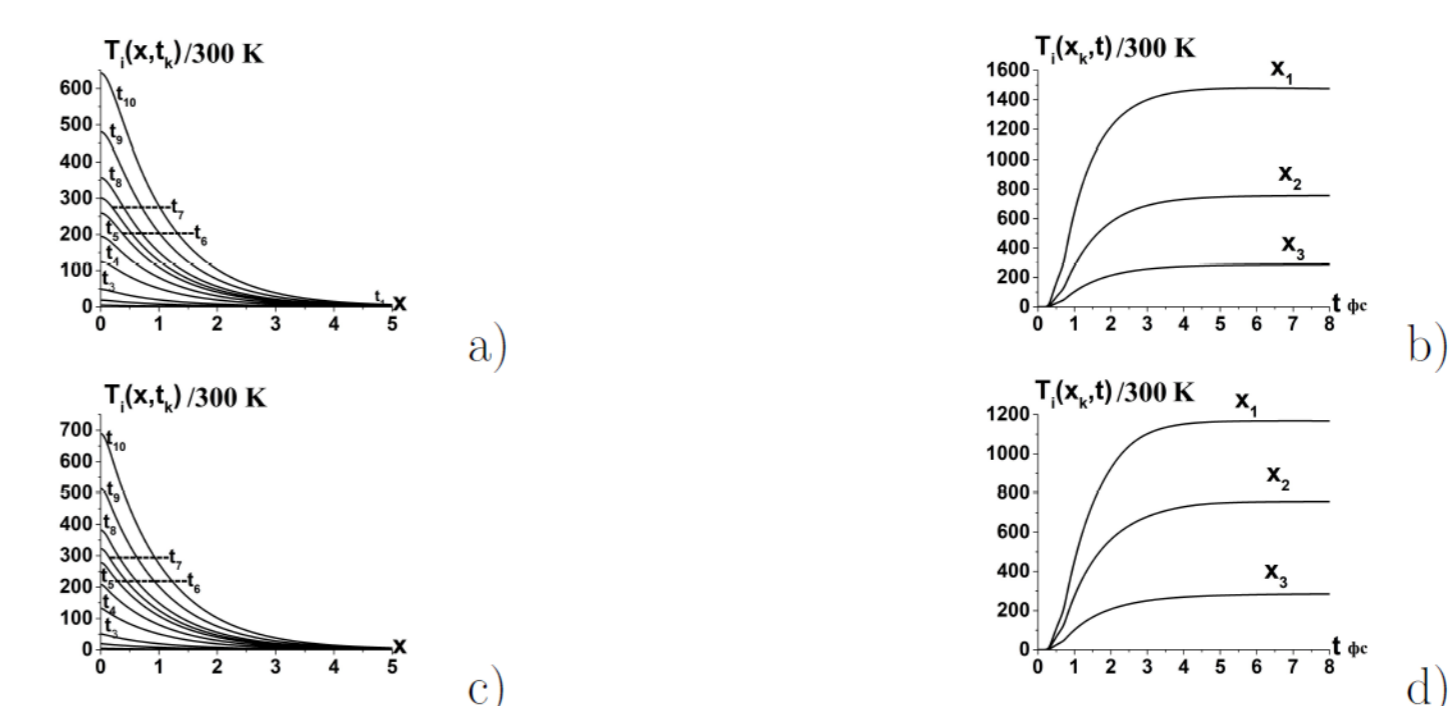 T_i(x,t_k)/300 K
600
500
400
300
200
100
0
t_10
t_9
t_8
t_7
t_6
t_5
t_4
t_3
0 1 2 3 4 5
x
a)
T_i(x_k,t)/300 K
1600
1400
1200
1000
800
600
400
200
0
x_1
x_2
x_3
0 1 2 3 4 5 6 7 8
t фс
b)
T_i(x,t_k)/300 K
700
600
500
400
300
200
100
0
t_10
t_9
t_8
t_7
t_6
t_5
t_4
t_3
0 1 2 3 4 5
x
c)
T_i(x_k,t)/300 K
1200
1000
800
600
400
200
0
x_1
x_2
x_3
0 1 2 3 4 5 6 7 8
t фс
d)